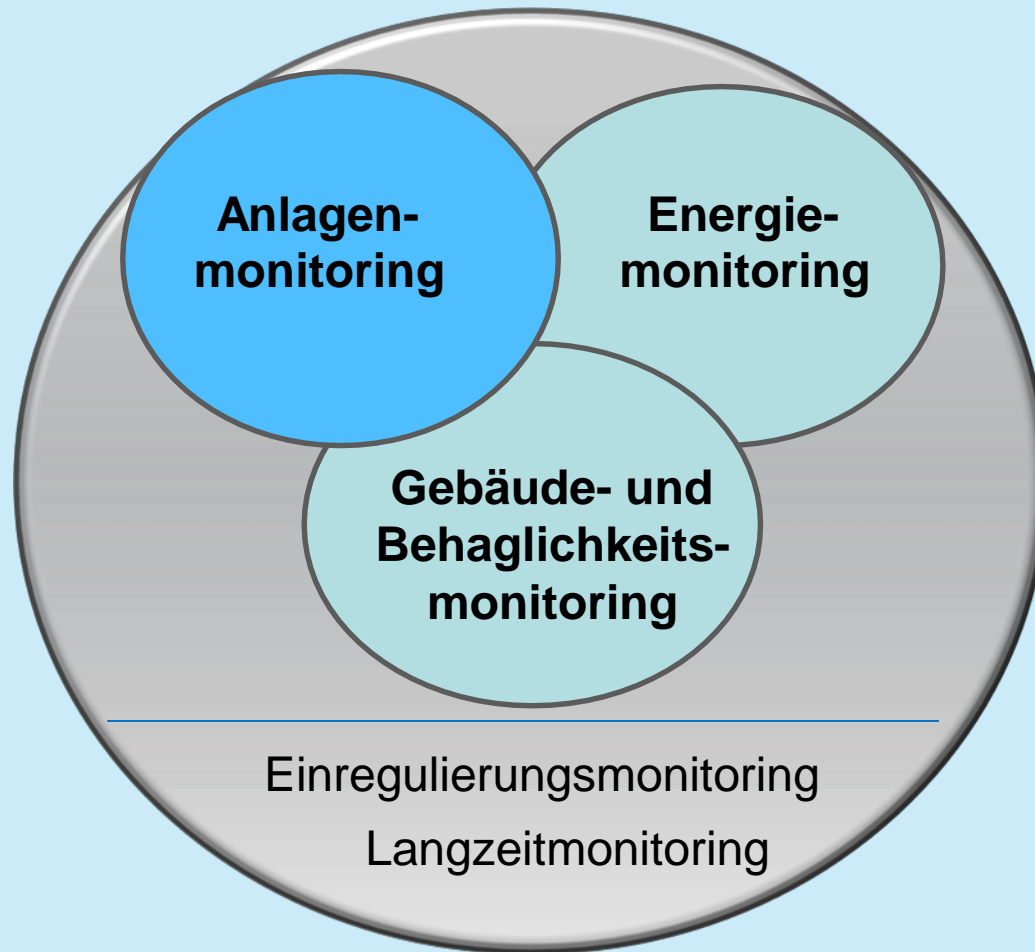 Anlagen-
monitoring
Energie-
monitoring
Gebäude- und
Behaglichkeits-
monitoring
Einregulierungsmonitoring
Langzeitmonitoring